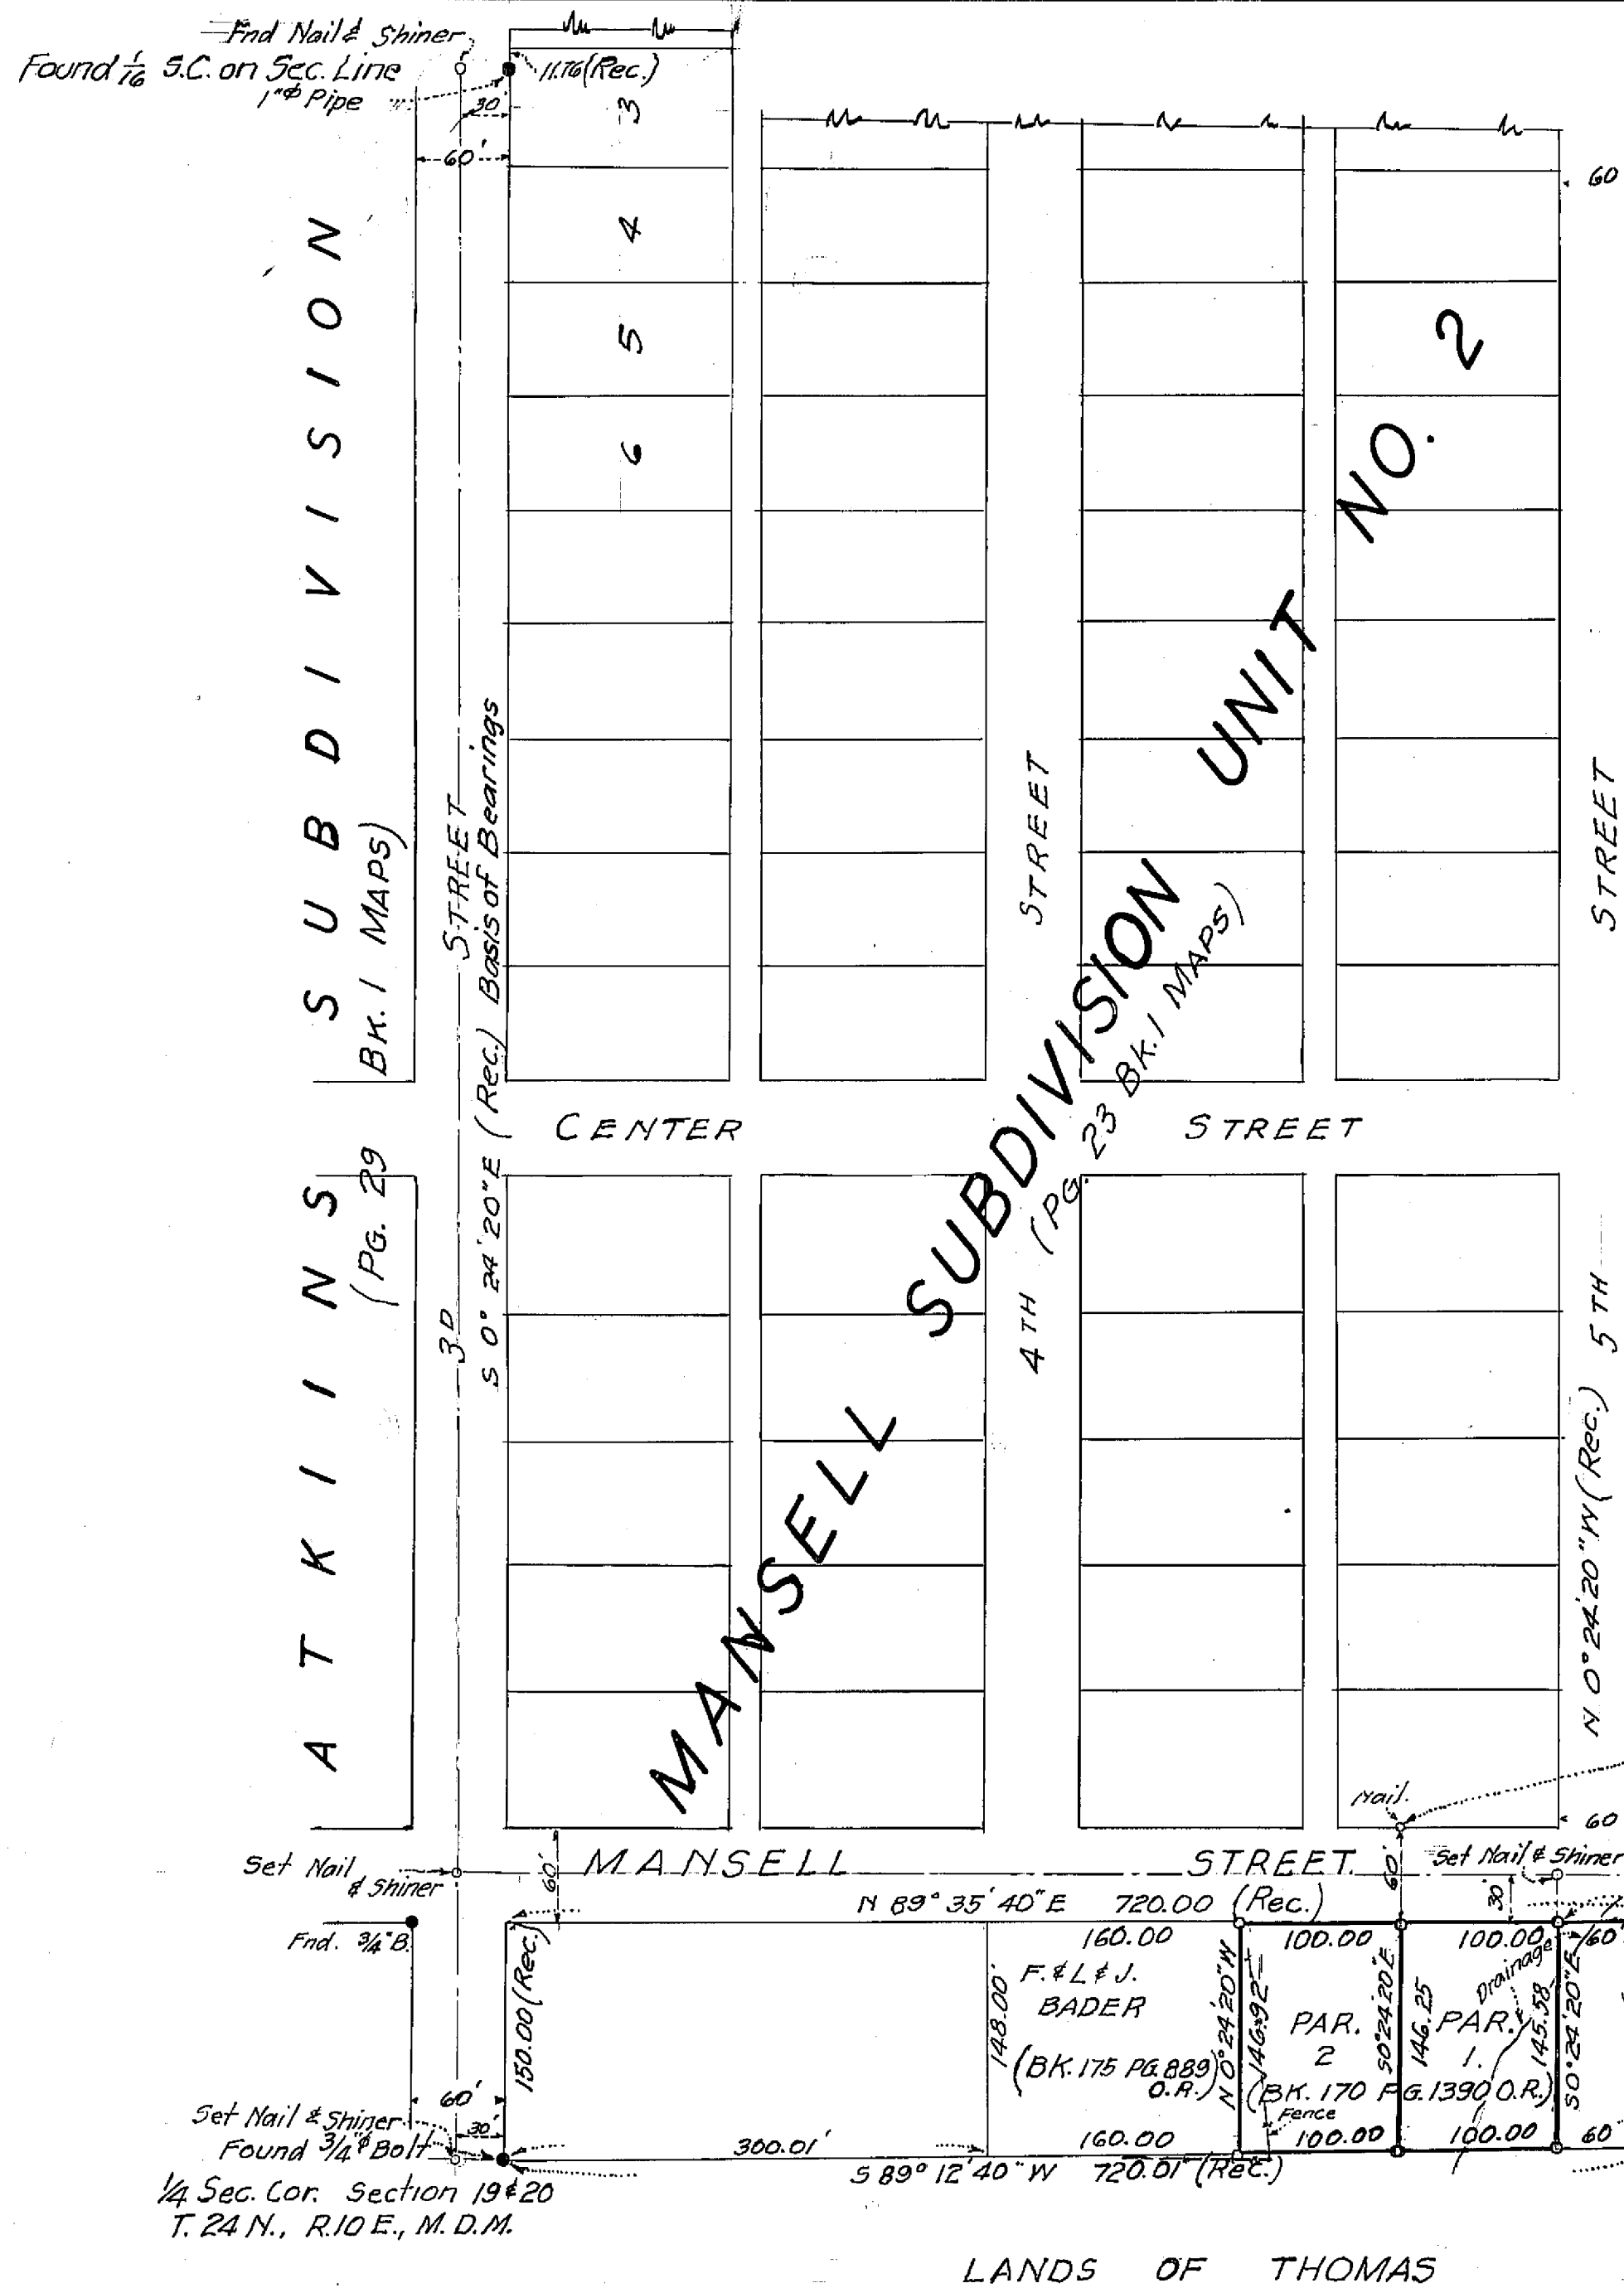 Fnd Nail & Shiner
Found 1/16 S.C. on Sec. Line
1"φ Pipe
11.76 (Rec.)
30'
60'
3
4
5
6
60
ATKINS SUBDIVISION
(PG. 29 BK. 1 MAPS)
3D STREET
S 0° 24' 20" E (Rec.) Basis of Bearings
MANSELL SUBDIVISION UNIT NO. 2
(PG. 23 BK. 1 MAPS)
4TH STREET
5TH STREET
N 0° 24' 20" W (Rec.)
CENTER STREET
Nail.
60
Set Nail
& Shiner
60'
MANSELL STREET
60'
Set Nail & Shiner
30'
N 89° 35' 40" E 720.00 (Rec.)
Fnd. 3/4" B.
150.00 (Rec.)
160.00
100.00
100.00
60'
148.00'
F. & L. & J.
BADER
(BK. 175 PG. 889
O.R.)
N 0° 24' 20" W
146.92
PAR.
2
S 0° 24' 20" E
146.25
PAR.
1.
Drainage
145.58
S 0° 24' 20" E
(BK. 170 PG. 1390 O.R.)
Fence
60'
30'
Set Nail & Shiner
Found 3/4"φ Bolt
300.01'
160.00
100.00
100.00
60
S 89° 12' 40" W 720.01 (Rec.)
1/4 Sec. Cor. Section 19 & 20
T. 24 N., R. 10 E., M. D. M.
LANDS OF THOMAS